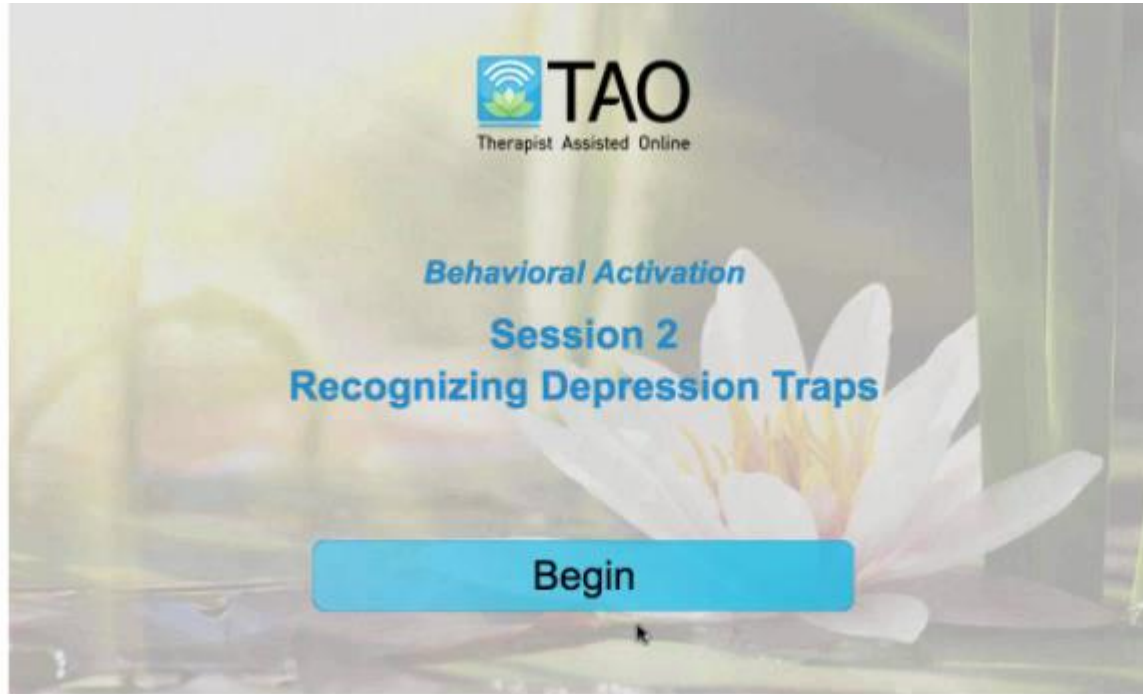 TAO
Therapist Assisted Online
Behavioral Activation
Session 2
Recognizing Depression Traps
Begin